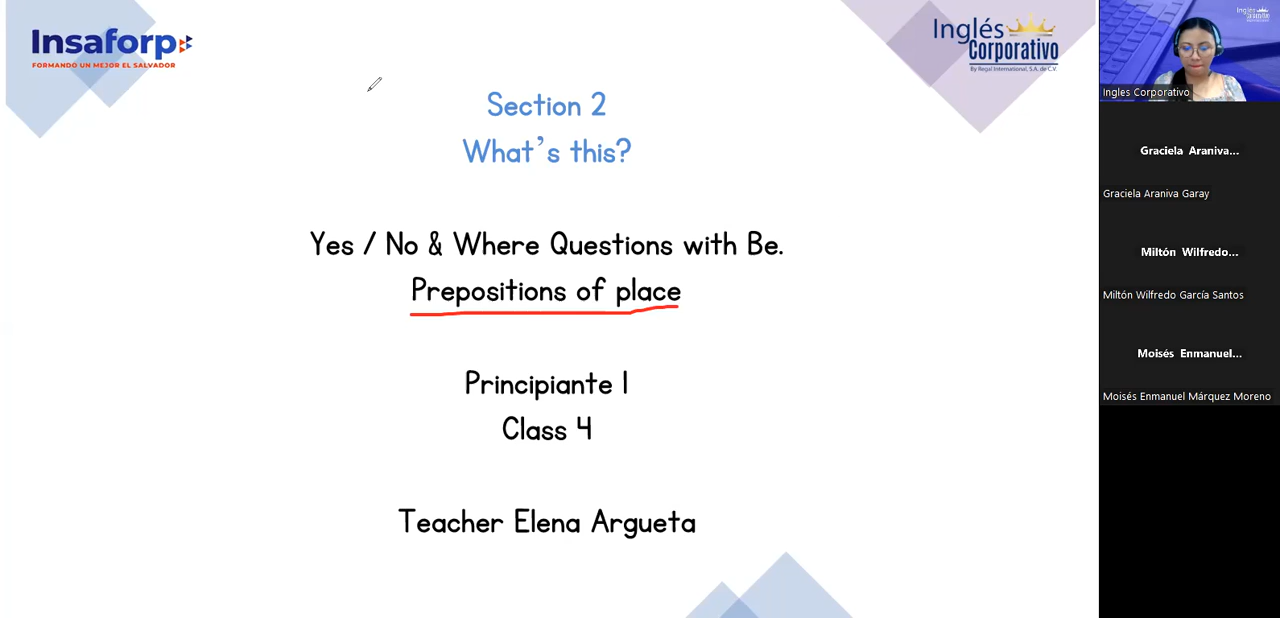 Insaforp
FORMANDO UN MEJOR EL SALVADOR
Inglés
Corporativo
By Regal International, S.A. de C.V.
Section 2
What's this?
Yes / No & Where Questions with Be.
Prepositions of place
Principiante 1
Class 4
Teacher Elena Argueta
Ingles Corporativo
Graciela Araniva...
Graciela Araniva Garay
Miltón Wilfredo...
Miltón Wilfredo García Santos
Moisés Enmanuel...
Moisés Enmanuel Márquez Moreno